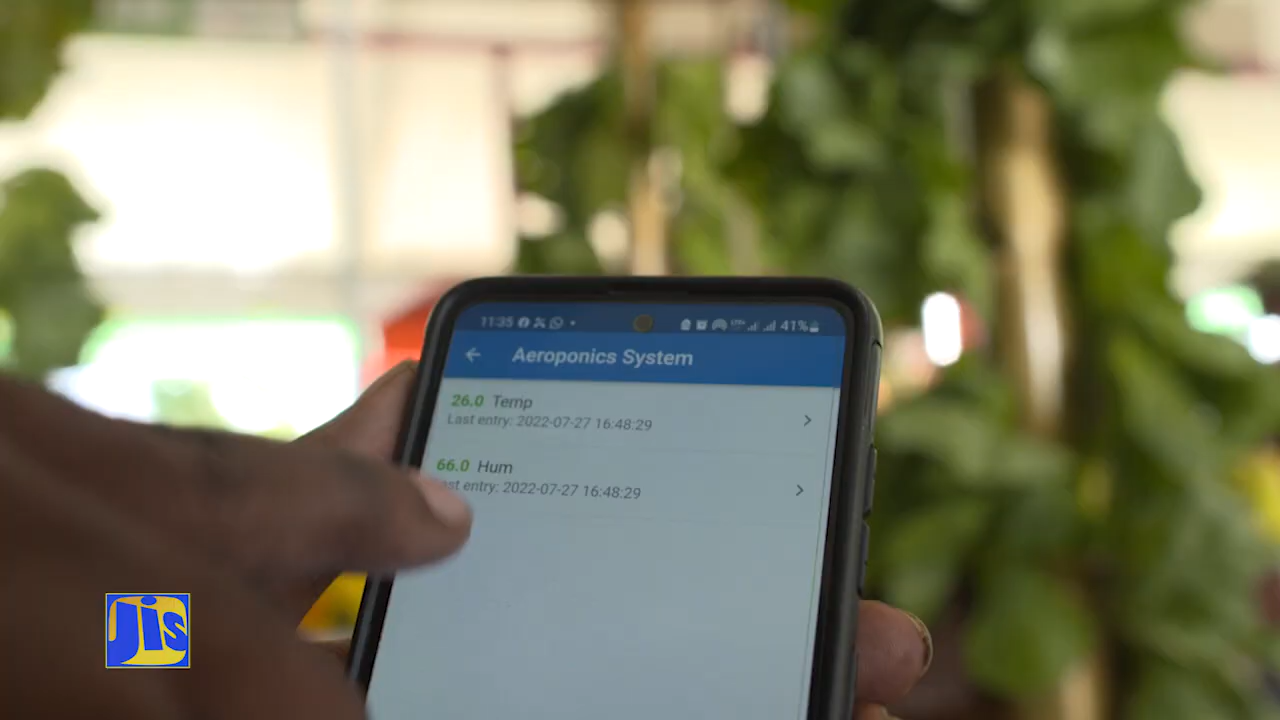 11:35
41%
Aeroponics System
26.0 Temp
Last entry: 2022-07-27 16:48:29
66.0 Hum
entry: 2022-07-27 16:48:29
Jis